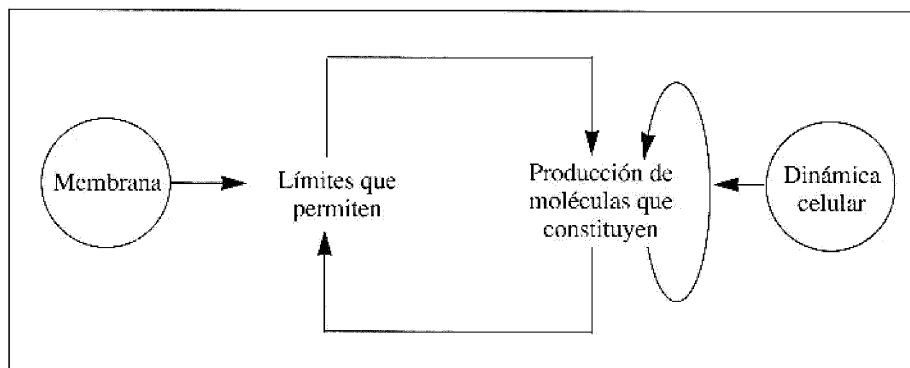 Membrana
Límites que
permiten
Producción de
moléculas que
constituyen
Dinámica
celular